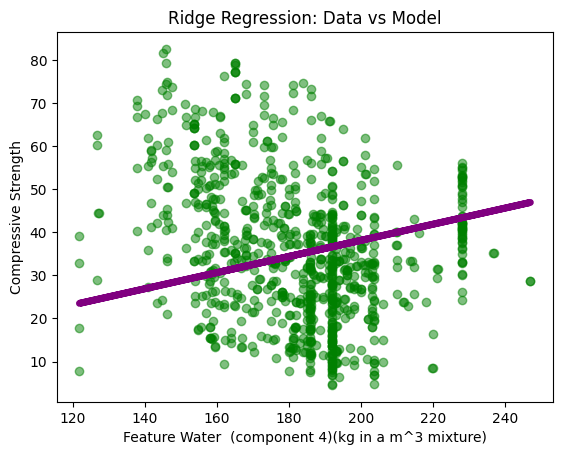 Ridge Regression: Data vs Model
Compressive Strength
80
70
60
50
40
30
20
10
120 140 160 180 200 220 240
Feature Water  (component 4)(kg in a m^3 mixture)